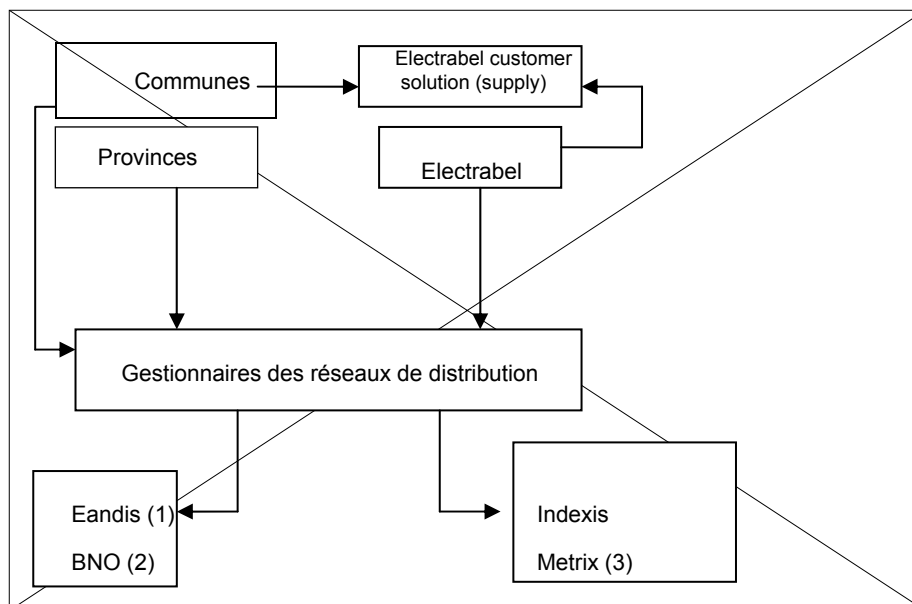 Communes
Electrabel customer
solution (supply)
Provinces
Electrabel
Gestionnaires des réseaux de distribution
Eandis (1)
BNO (2)
Indexis
Metrix (3)